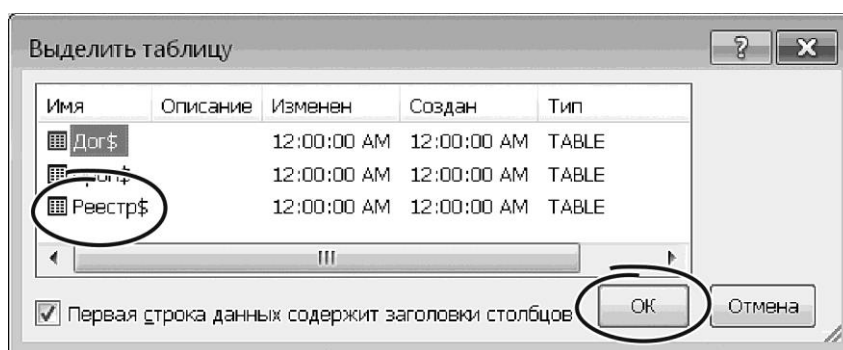 Выделить таблицу
Имя Описание Изменен Создан Тип
Дог$ 12:00:00 AM 12:00:00 AM TABLE
12:00:00 AM 12:00:00 AM TABLE
Реестр$ 12:00:00 AM 12:00:00 AM TABLE
Первая строка данных содержит заголовки столбцов ОК Отмена